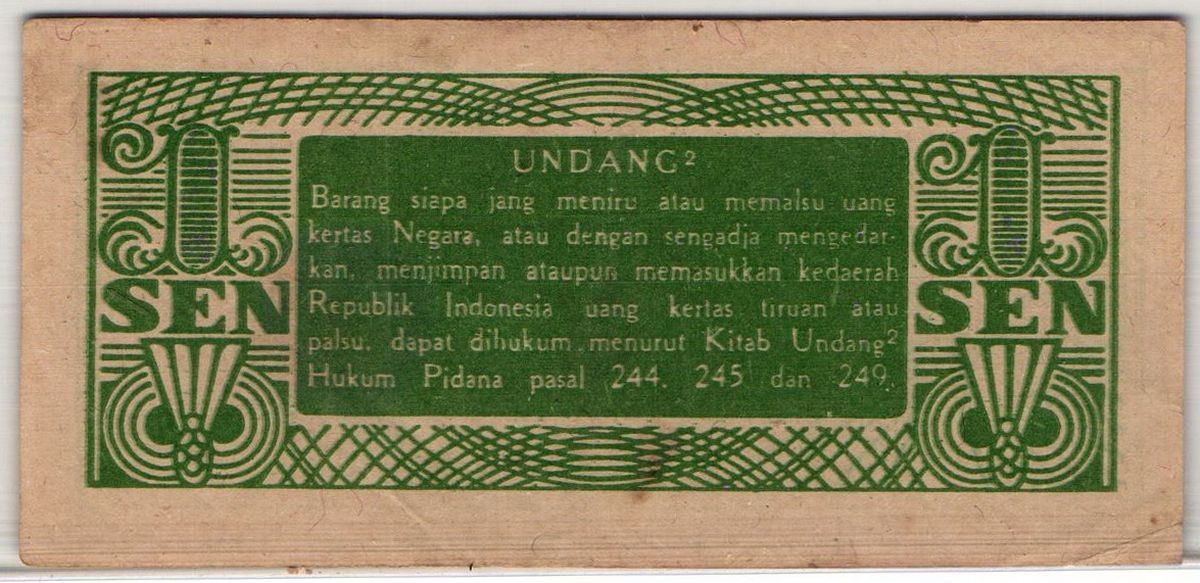 UNDANG²
Barang siapa jang meniru atau memalsu uang
kertas Negara, atau dengan sengadja mengedar-
kan, menjimpan ataupun memasukkan kedaerah
Republik Indonesia uang kertas tiruan atau
palsu, dapat dihukum menurut Kitab Undang²
Hukum Pidana pasal 244, 245 dan 249.
1
SEN
1
SEN